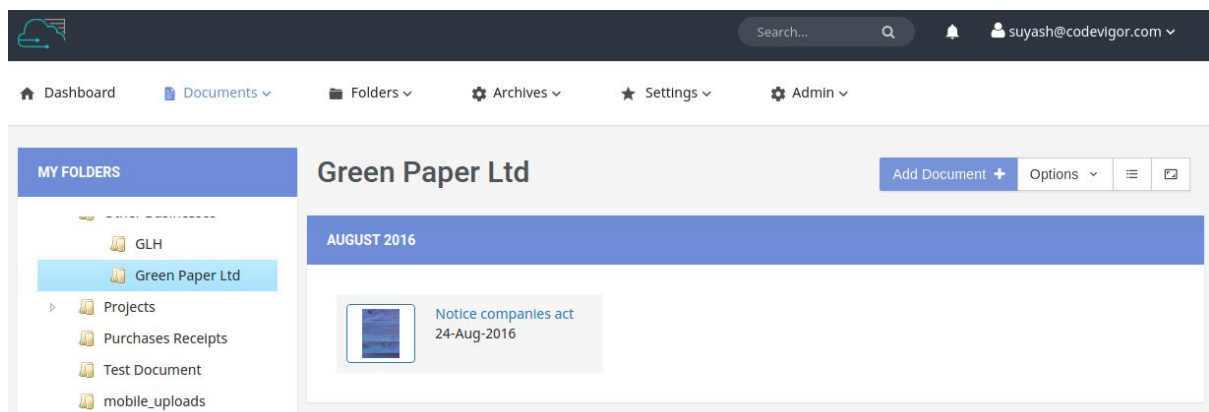 Search...
suyash@codevigor.com
Dashboard
Documents
Folders
Archives
Settings
Admin
MY FOLDERS
GLH
Green Paper Ltd
Projects
Purchases Receipts
Test Document
mobile_uploads
Green Paper Ltd
Add Document +
Options
AUGUST 2016
Notice companies act
24-Aug-2016